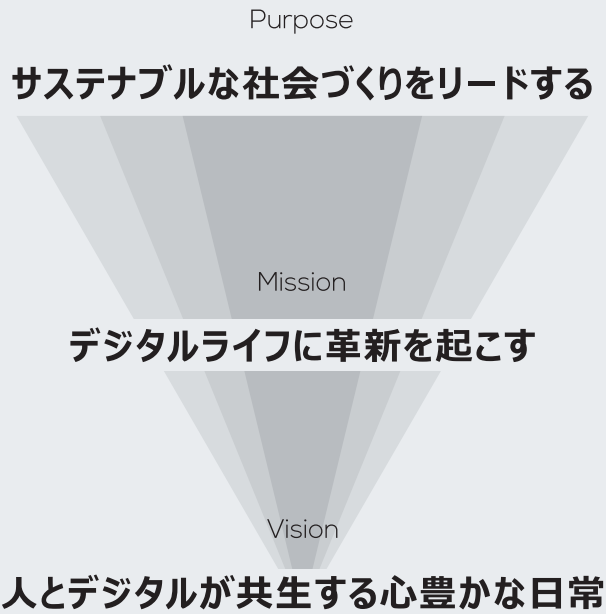 Purpose
サステナブルな社会づくりをリードする
Mission
デジタルライフに革新を起こす
Vision
人とデジタルが共生する心豊かな日常